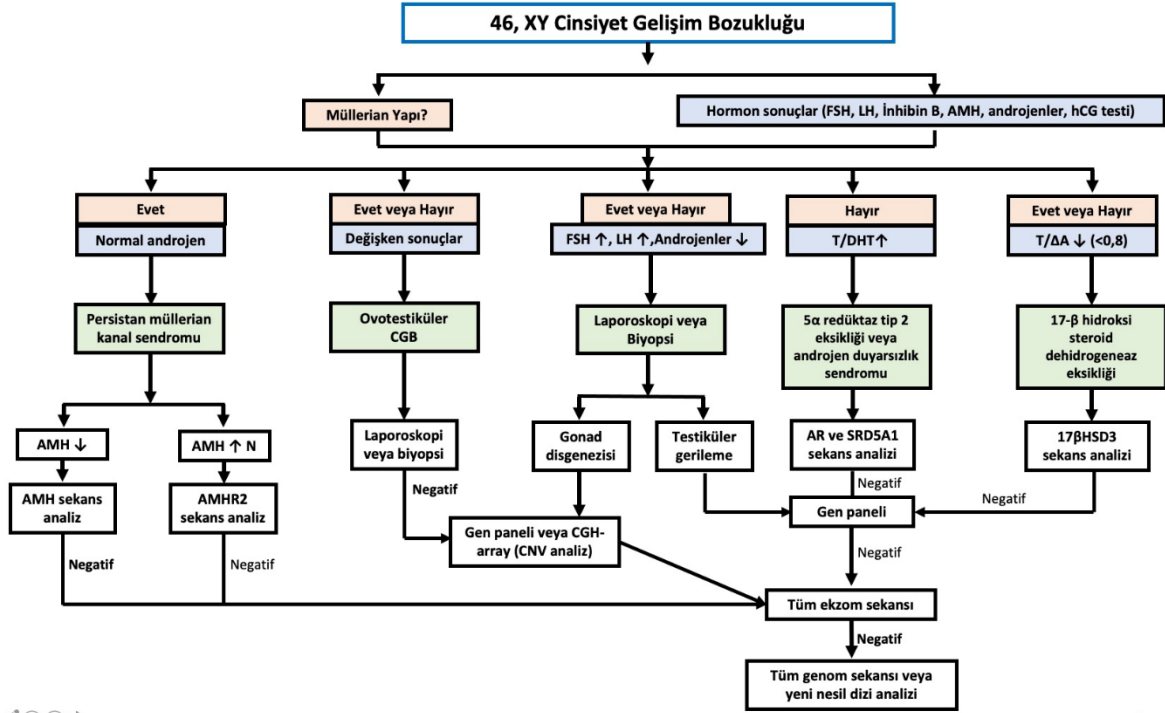 46, XY Cinsiyet Gelişim Bozukluğu
Müllerian Yapı?
Hormon sonuçlar (FSH, LH, İnhibin B, AMH, androjenler, hCG testi)
Evet
Normal androjen
Evet veya Hayır
Değişken sonuçlar
Evet veya Hayır
FSH ↑, LH ↑,Androjenler ↓
Hayır
T/DHT↑
Evet veya Hayır
T/ΔA ↓ (<0,8)
Persistan müllerian
kanal sendromu
Ovotestiküler
CGB
Laporoskopi veya
Biyopsi
5α redüktaz tip 2
eksikliği veya
androjen duyarsızlık
sendromu
17-β hidroksi
steroid
dehidrogeneaz
eksikliği
AMH ↓
AMH ↑ N
Laporoskopi
veya biyopsi
Gonad
disgenezisi
Testiküler
gerileme
AR ve SRD5A1
sekans analizi
17βHSD3
sekans analizi
AMH sekans
analiz
AMHR2
sekans analiz
Negatif
Negatif
Negatif
Gen paneli veya CGH-
array (CNV analiz)
Gen paneli
Negatif
Negatif
Negatif
Tüm ekzom sekansı
Negatif
Tüm genom sekansı veya
yeni nesil dizi analizi